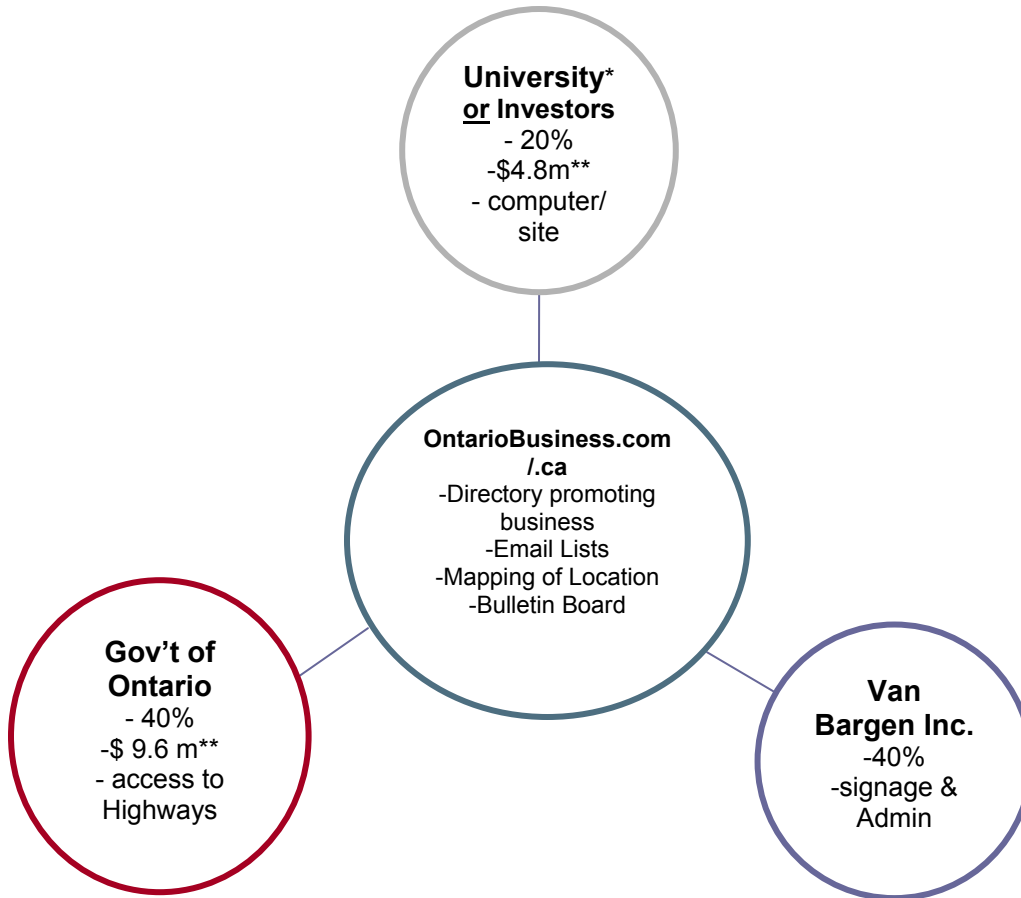 University*
or Investors
- 20%
-$4.8m**
- computer/
site
OntarioBusiness.com
/.ca
-Directory promoting
business
-Email Lists
-Mapping of Location
-Bulletin Board
Gov’t of
Ontario
- 40%
-$ 9.6 m**
- access to
Highways
Van
Bargen Inc.
-40%
-signage &
Admin